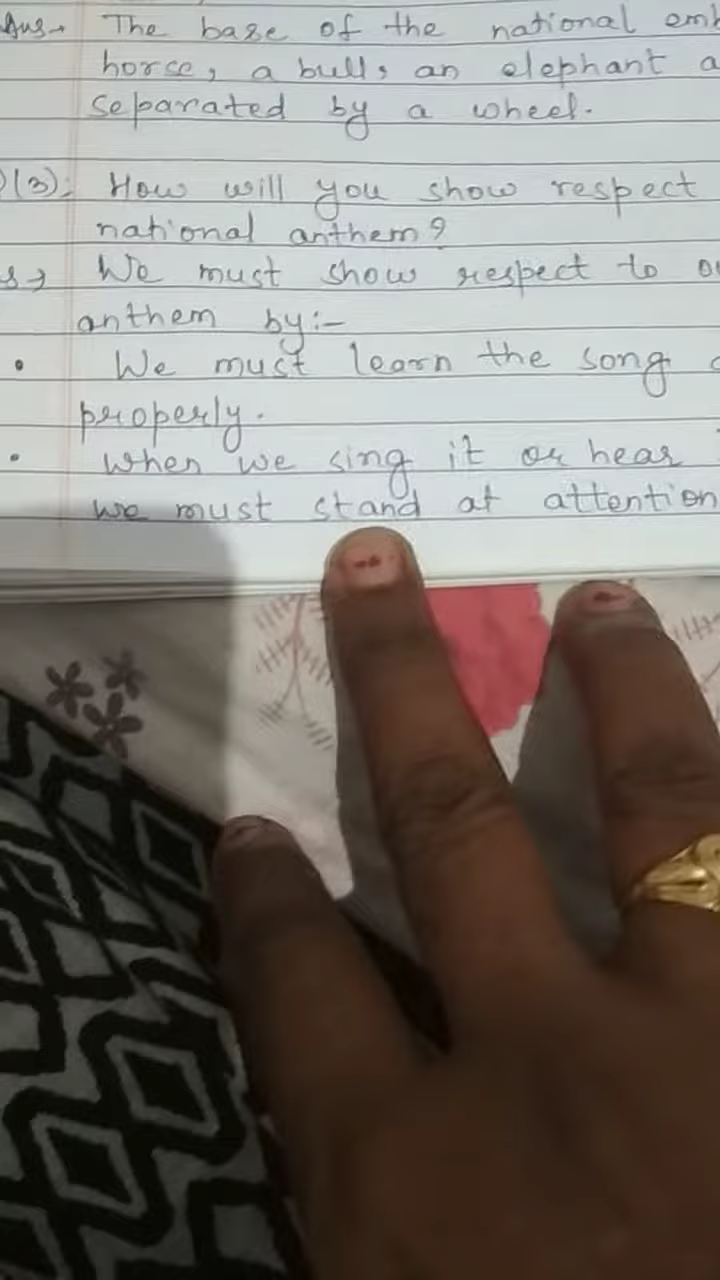 Ans→ The base of the national emb
horse, a bull, an elephant a
separated by a wheel.
(3): How will you show respect
national anthem?
s→ We must show respect to ou
anthem by:-
• We must learn the song
properly.
• When we sing it or hear
we must stand at attention